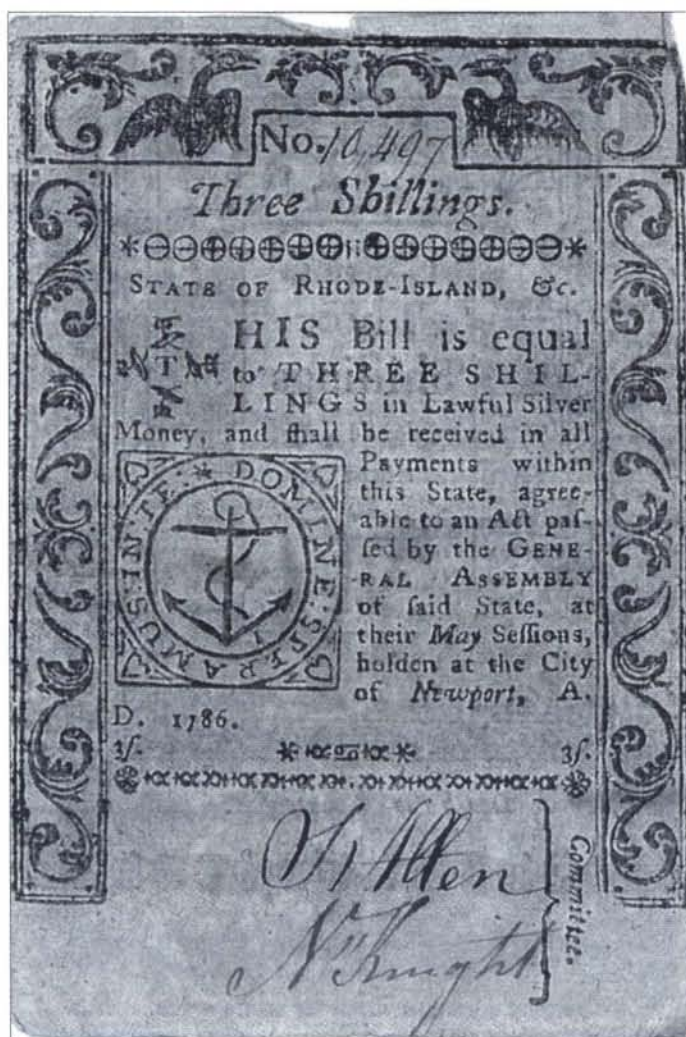 No. 10,497
Three Shillings.
STATE OF RHODE-ISLAND, &c.
THIS Bill is equal
to THREE SHIL-
LINGS in Lawful Silver
Money, and ſhall be received in all
Payments within
this State, agree-
able to an Act paſ-
ſed by the GENE-
RAL ASSEMBLY
of ſaid State, at
their May Seſſions,
holden at the City
of Newport, A.
D. 1786.
IN·TE·* DOMINE·SPERAMUS·
3ſ. 3ſ.
Allen
Knight
Committee.